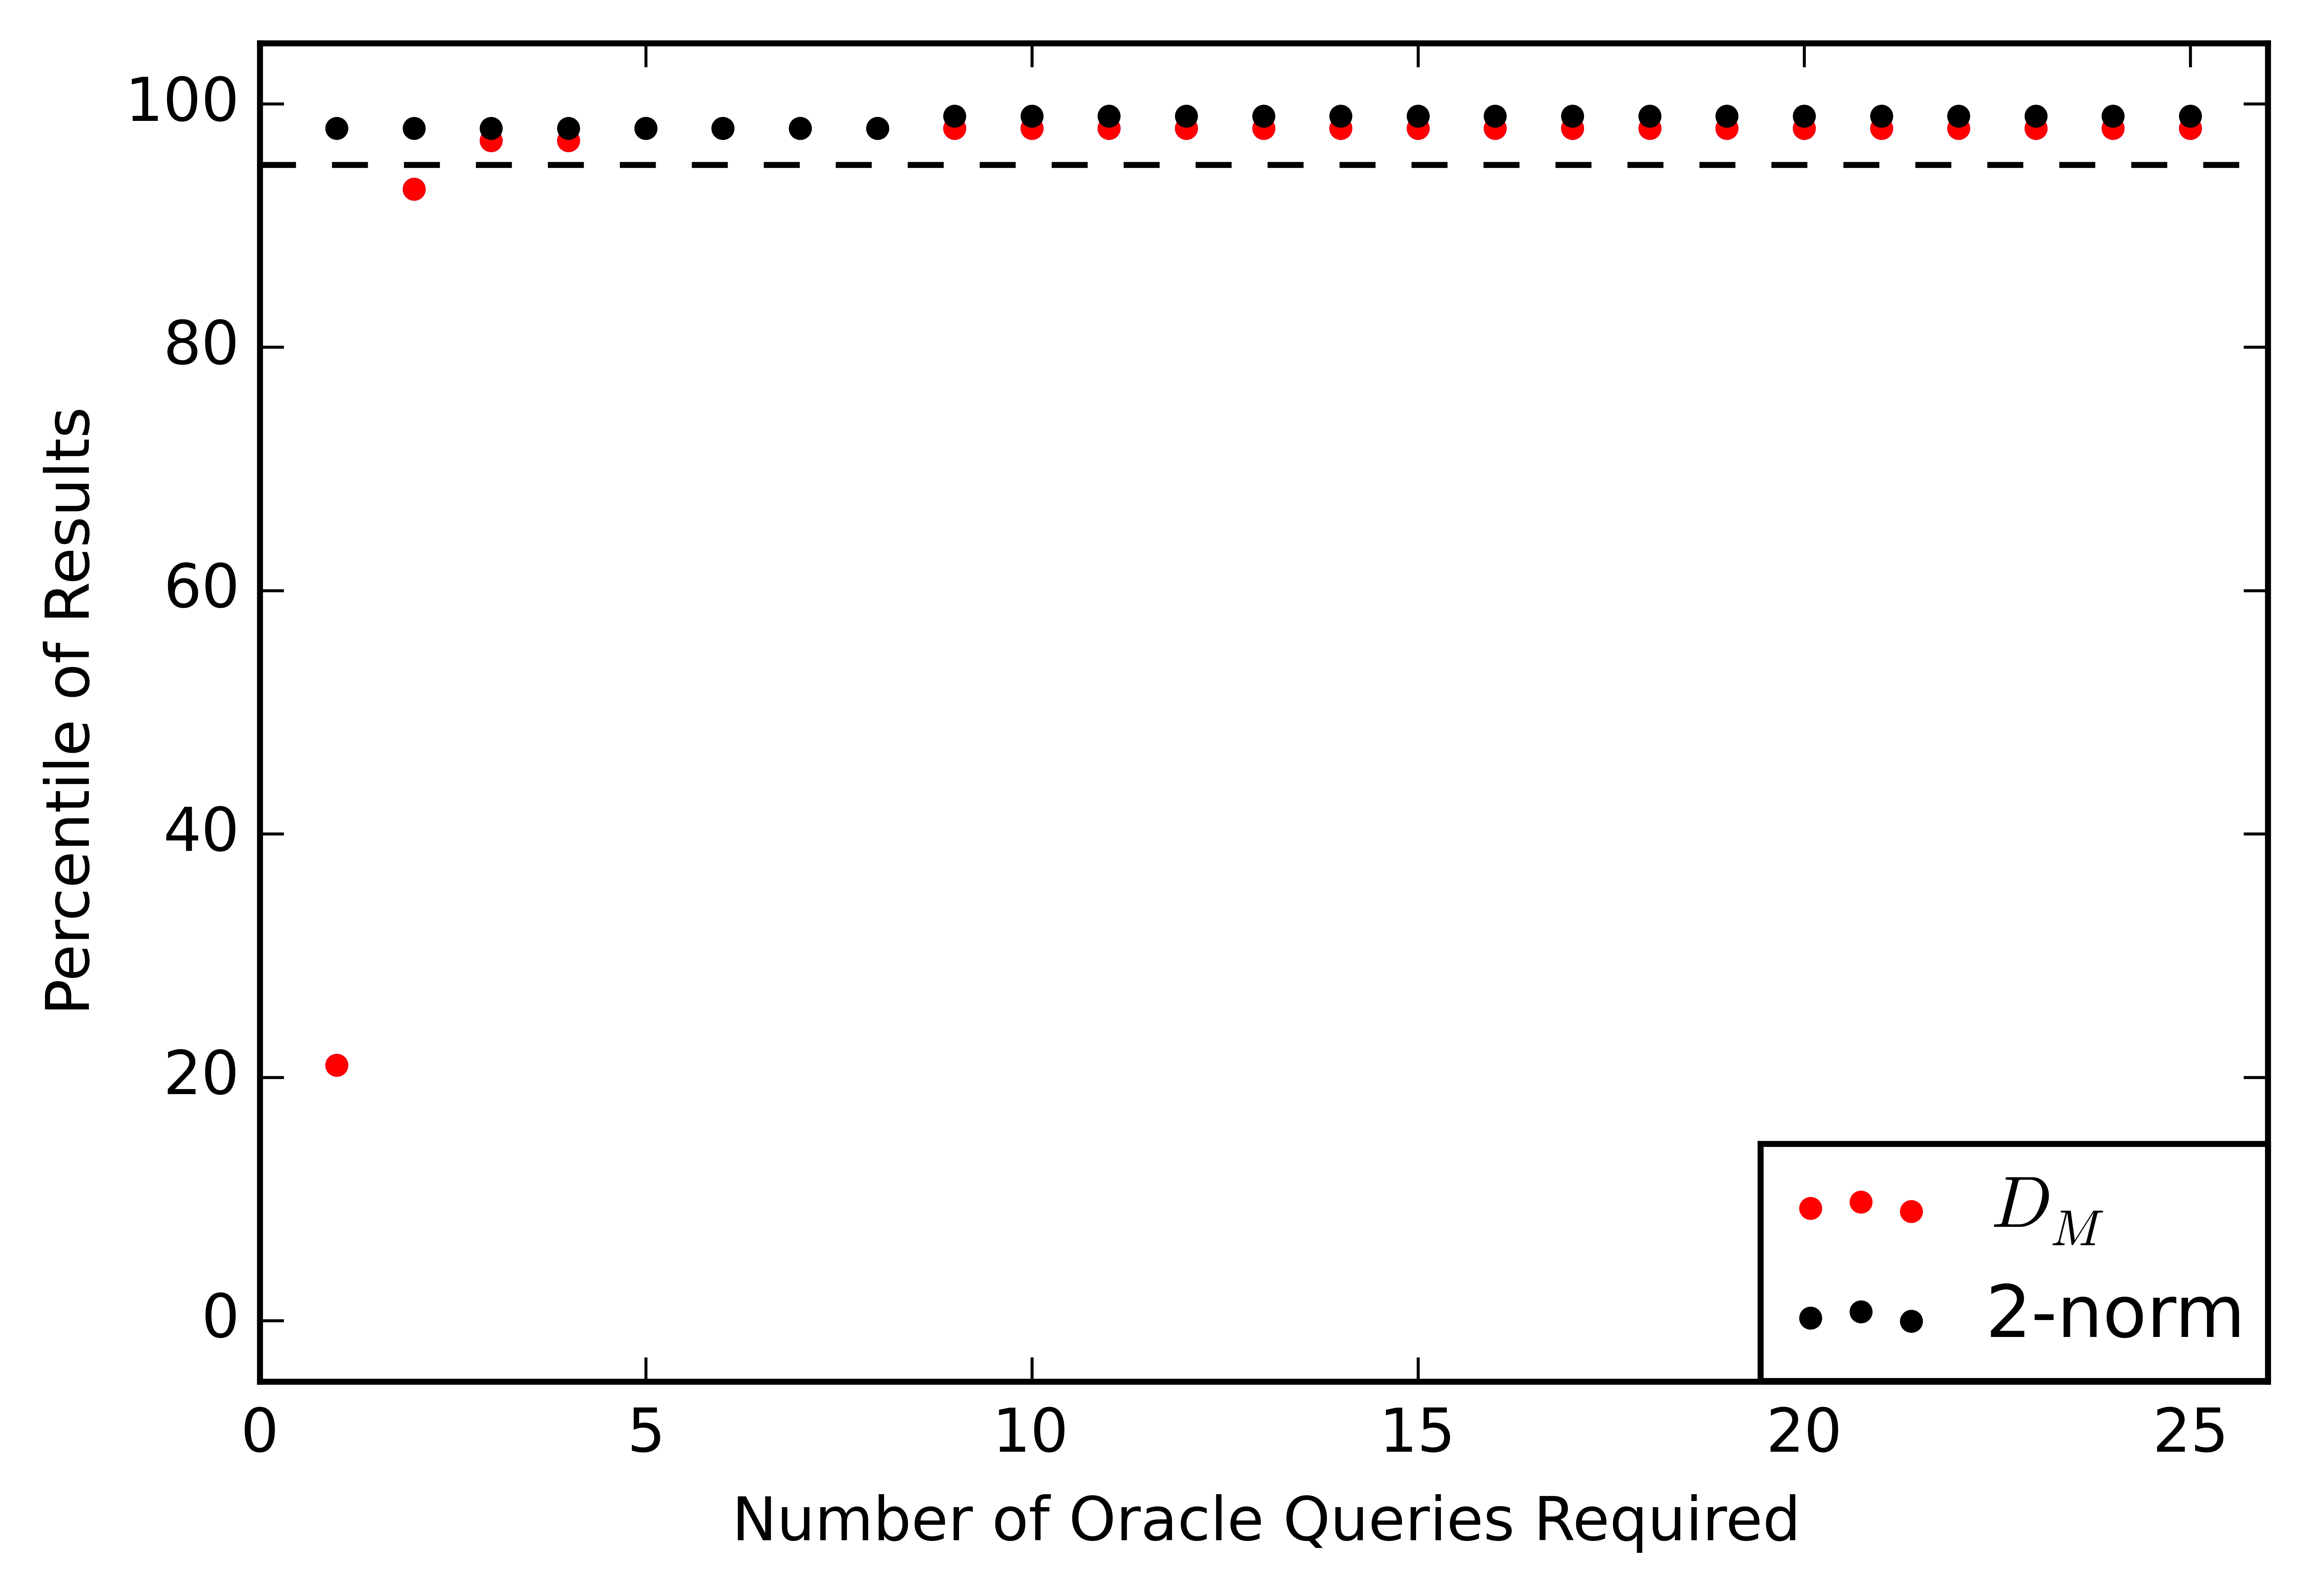 100
80
60
40
20
0
Percentile of Results
0 5 10 15 20 25
Number of Oracle Queries Required
D_M
2-norm